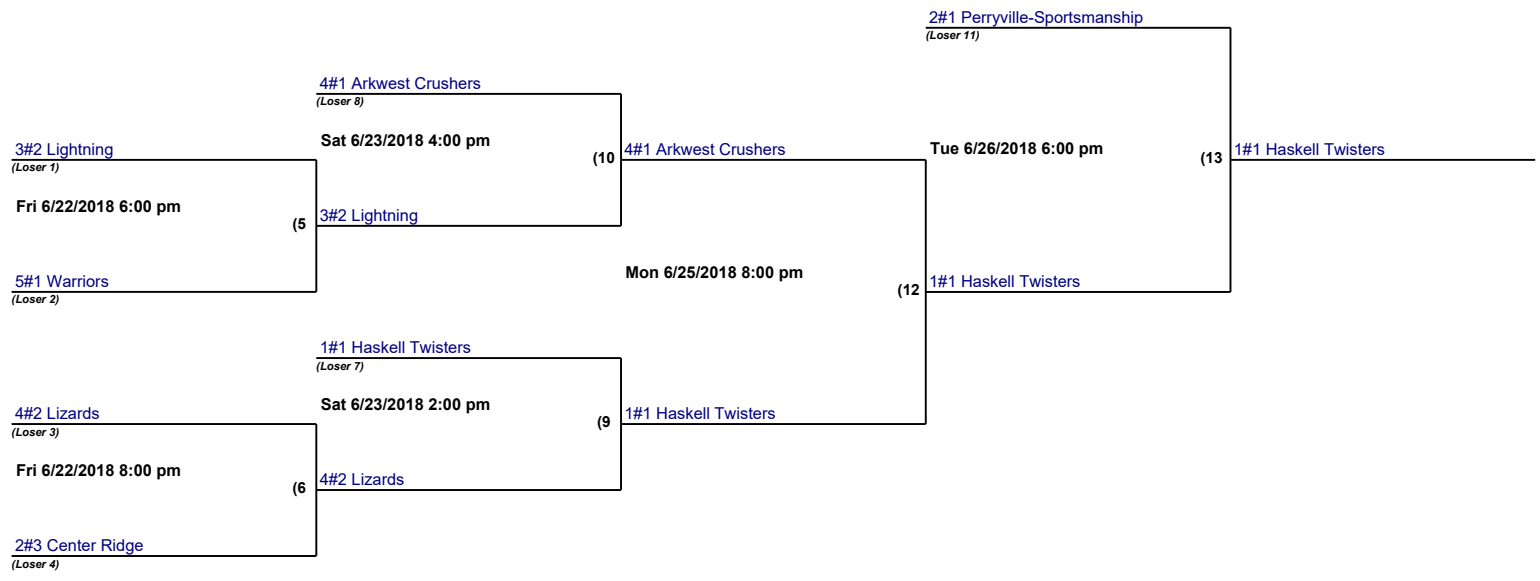 2#1 Perryville-Sportsmanship
(Loser 11)
4#1 Arkwest Crushers
(Loser 8)
Sat 6/23/2018 4:00 pm
3#2 Lightning
(Loser 1)
(10
4#1 Arkwest Crushers
Tue 6/26/2018 6:00 pm
(13
1#1 Haskell Twisters
Fri 6/22/2018 6:00 pm
(5
3#2 Lightning
Mon 6/25/2018 8:00 pm
5#1 Warriors
(Loser 2)
(12
1#1 Haskell Twisters
1#1 Haskell Twisters
(Loser 7)
Sat 6/23/2018 2:00 pm
4#2 Lizards
(Loser 3)
(9
1#1 Haskell Twisters
Fri 6/22/2018 8:00 pm
(6
4#2 Lizards
2#3 Center Ridge
(Loser 4)